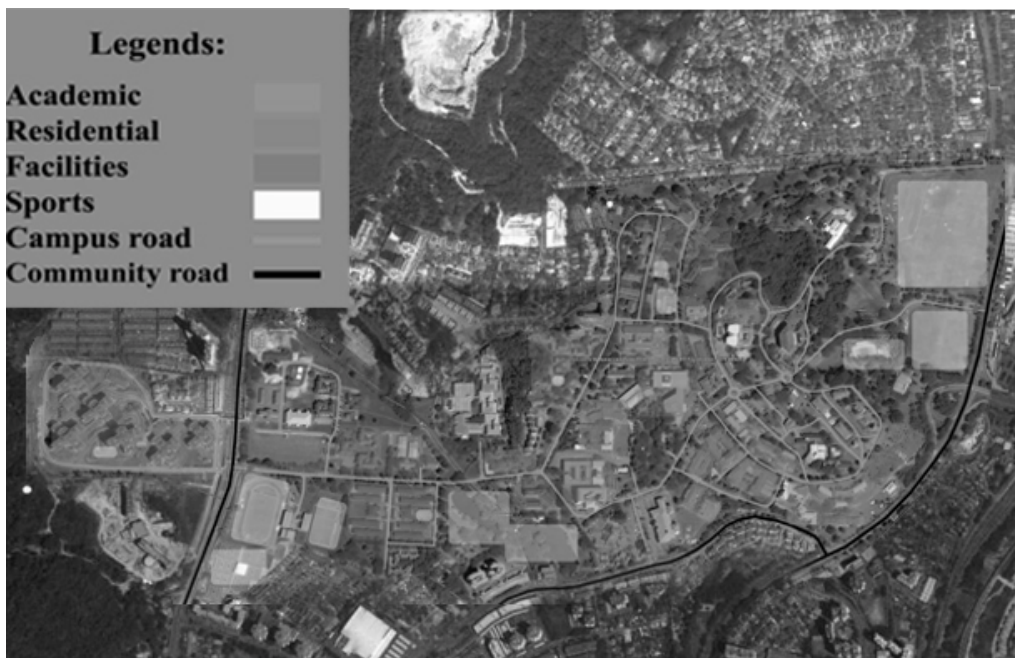 Legends:
Academic
Residential
Facilities
Sports
Campus road
Community road